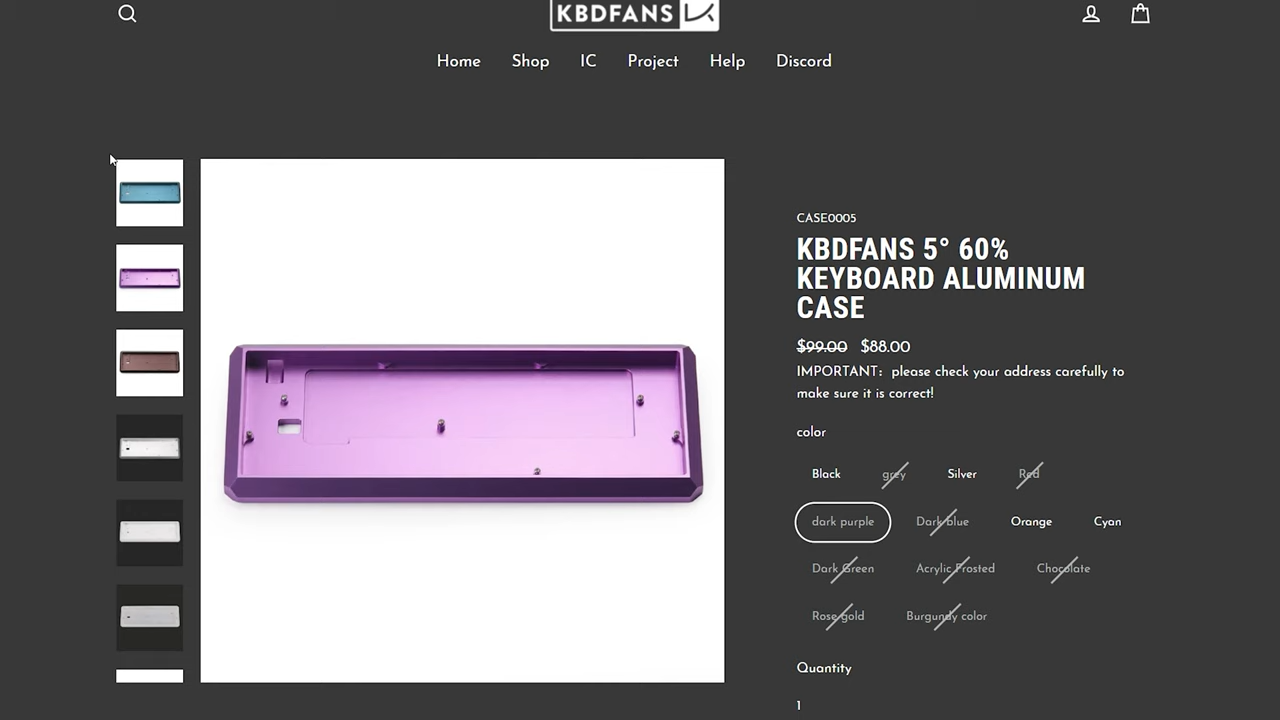 KBDFANS
Home Shop IC Project Help Discord
CASE0005
KBDFANS 5° 60%
KEYBOARD ALUMINUM
CASE
$99.00 $88.00
IMPORTANT： please check your address carefully to
make sure it is correct!
color
Black grey Silver Red
dark purple Dark blue Orange Cyan
Dark Green Acrylic Frosted Chocolate
Rose gold Burgundy color
Quantity
1